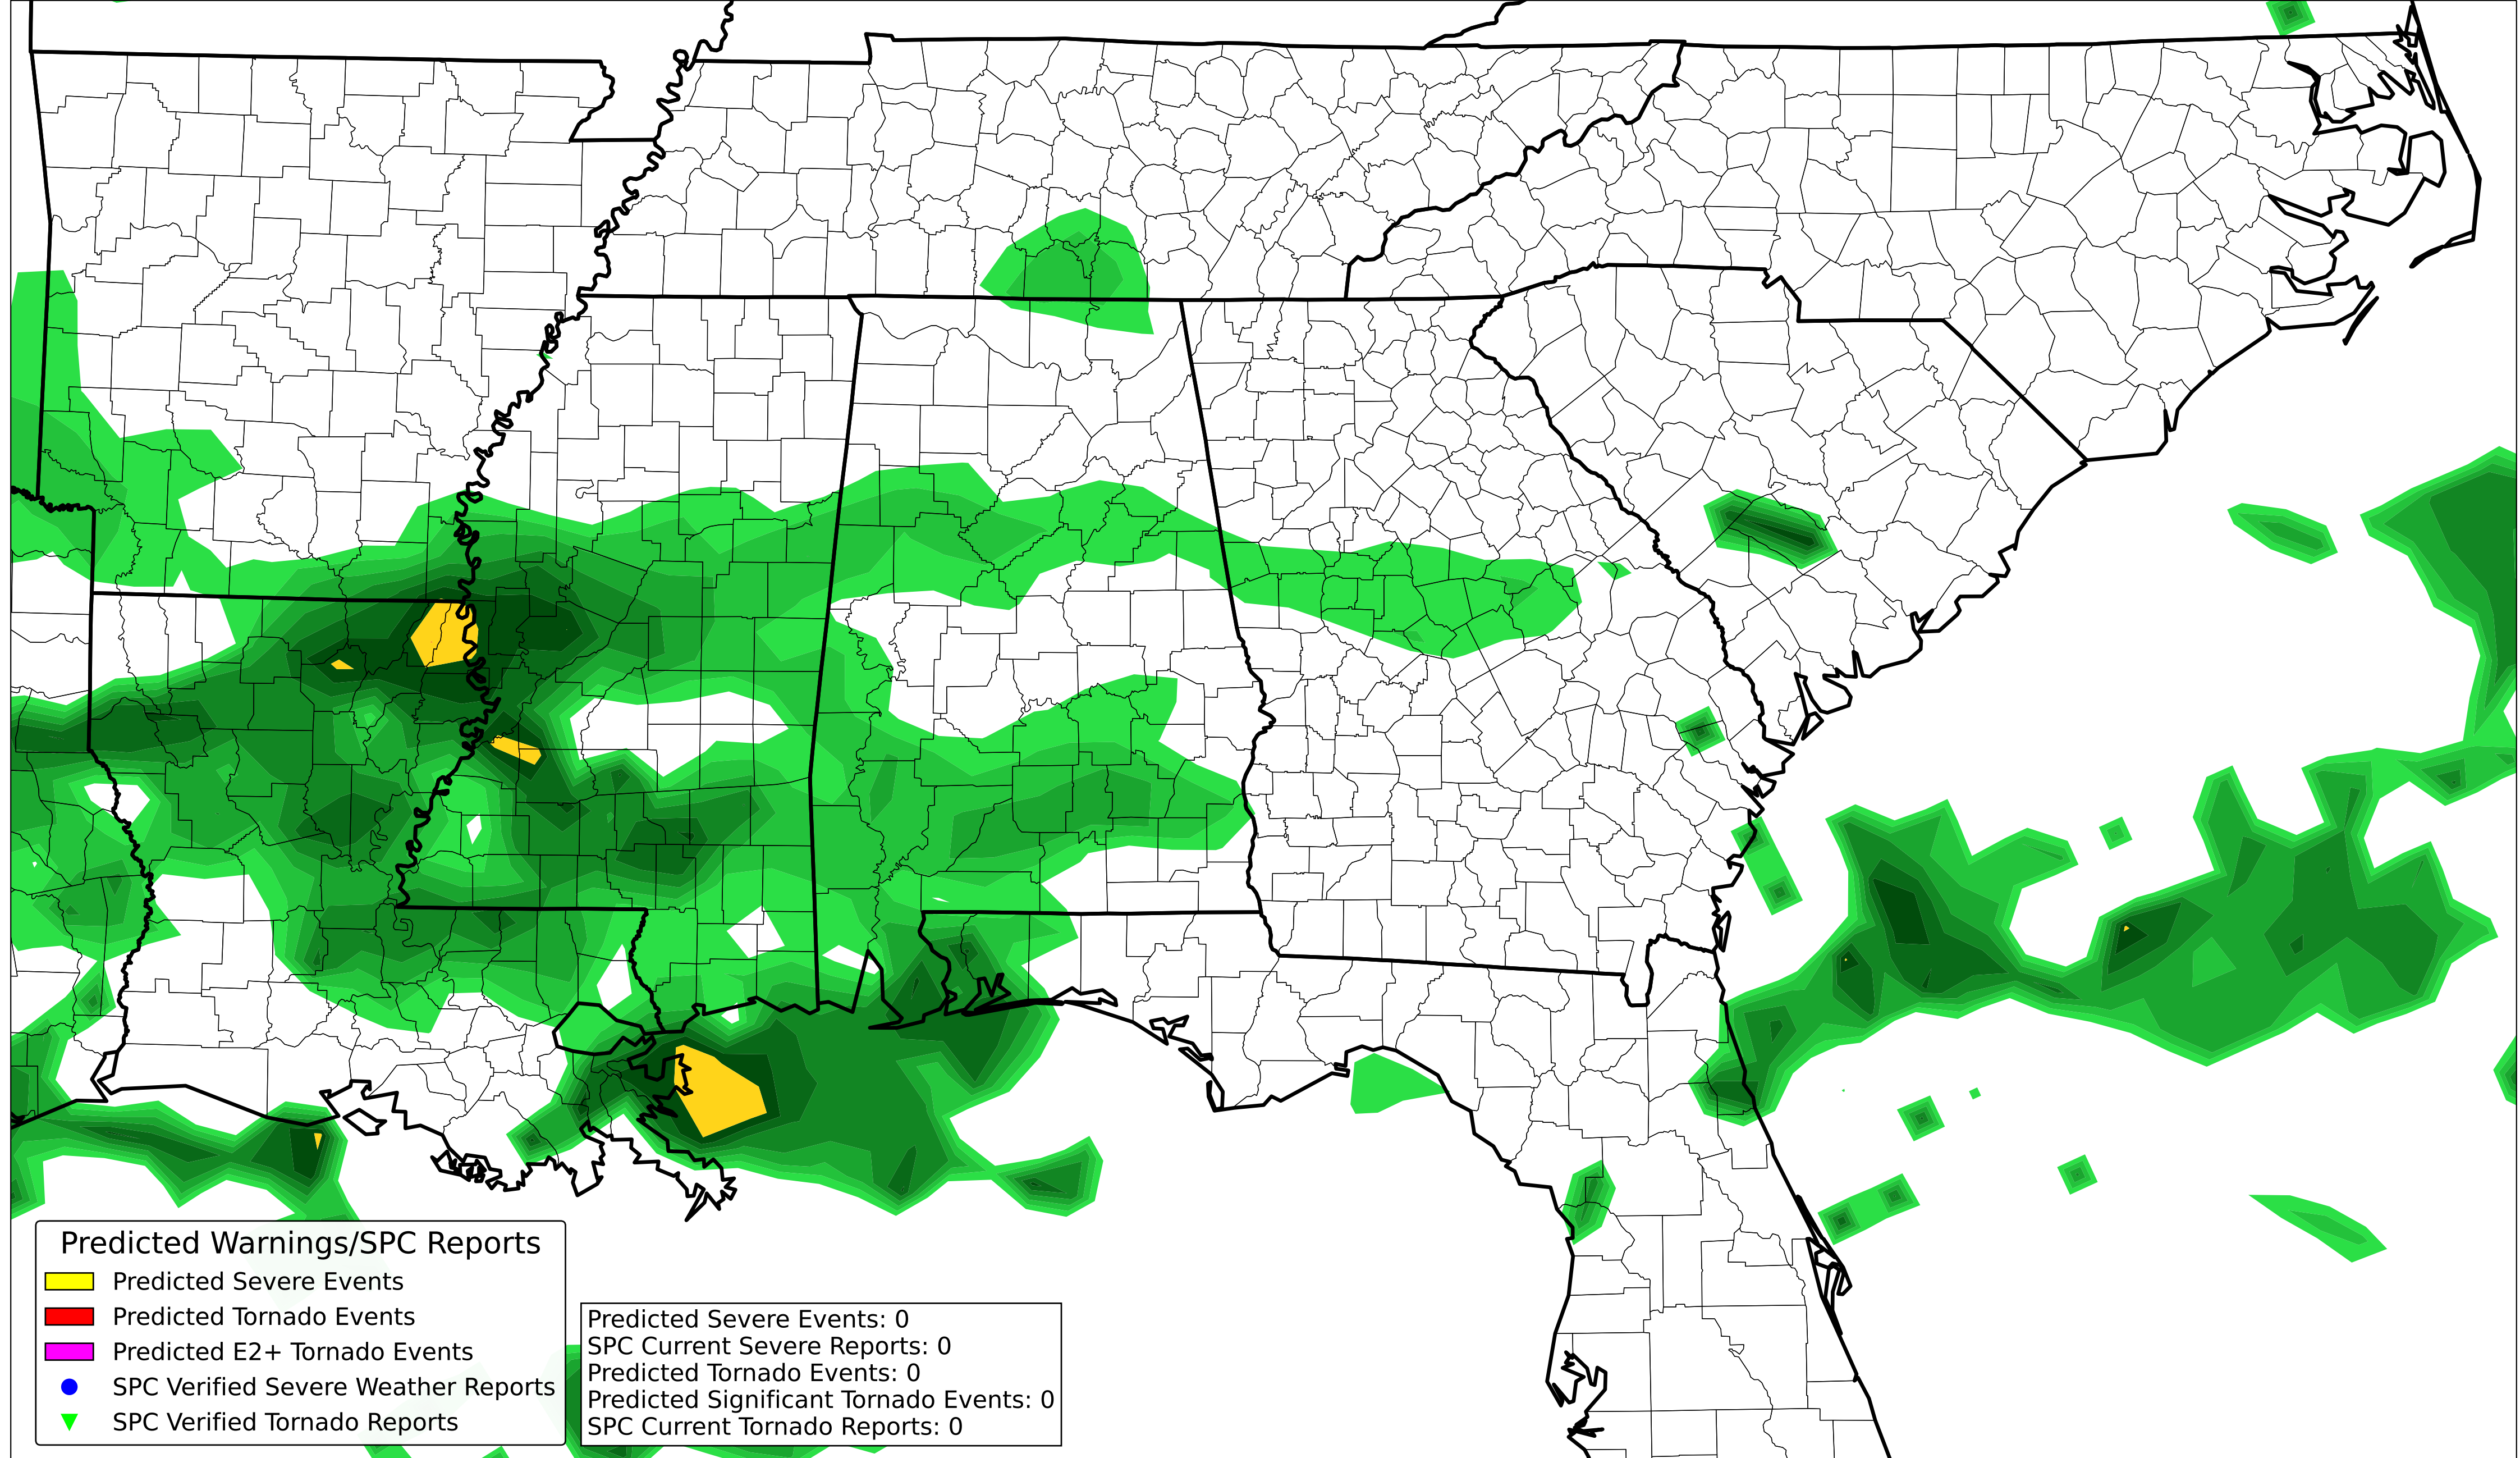 Predicted Warnings/SPC Reports
Predicted Severe Events
Predicted Tornado Events
Predicted E2+ Tornado Events
SPC Verified Severe Weather Reports
SPC Verified Tornado Reports
Predicted Severe Events: 0
SPC Current Severe Reports: 0
Predicted Tornado Events: 0
Predicted Significant Tornado Events: 0
SPC Current Tornado Reports: 0